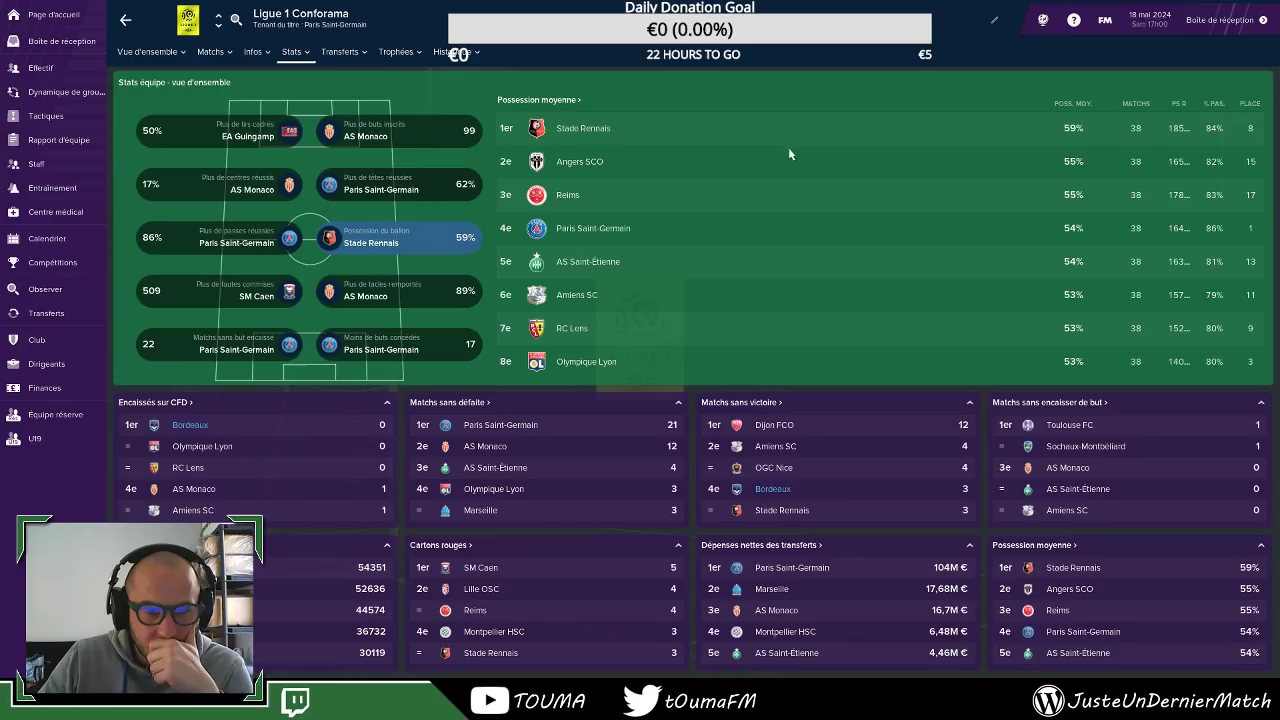 Page d'accueil
Boîte de réception
Effectif
Dynamique de grou...
Tactiques
Rapport d'équipe
Staff
Entraînement
Centre médical
Calendrier
Compétitions
Observer
Transferts
Club
Dirigeants
Finances
Équipe réserve
U19
Ligue 1 Conforama
Tenant du titre : Paris Saint-Germain
Daily Donation Goal
€0 (0.00%)
€0 22 HOURS TO GO €5
FM 18 mai 2024
Sam 17h00
Boîte de réception
Vue d'ensemble Matchs Infos Stats Transferts Trophées
Stats équipe - vue d'ensemble
50% Plus de tirs cadrés
EA Guingamp
Plus de buts inscrits 99
AS Monaco
17% Plus de centres réussis
AS Monaco
Plus de têtes réussies 62%
Paris Saint-Germain
86% Plus de passes réussies
Paris Saint-Germain
Possession du ballon 59%
Stade Rennais
509 Plus de fautes commises
SM Caen
Plus de tacles remportés 89%
AS Monaco
22 Matchs sans but encaissé
Paris Saint-Germain
Moins de buts concédés 17
Paris Saint-Germain
Possession moyenne > POSS. MOY. MATCHS PS R % PAS. PLACE
1er Stade Rennais 59% 38 185... 84% 8
2e Angers SCO 55% 38 165... 82% 15
3e Reims 55% 38 178... 83% 17
4e Paris Saint-Germain 54% 38 164... 86% 1
5e AS Saint-Étienne 54% 38 163... 81% 13
6e Amiens SC 53% 38 157... 79% 11
7e RC Lens 53% 38 152... 80% 9
8e Olympique Lyon 53% 38 140... 80% 3
Encaissés sur CFD >
1er Bordeaux 0
= Olympique Lyon 0
= RC Lens 0
4e AS Monaco 1
= Amiens SC 1
Matchs sans défaite >
1er Paris Saint-Germain 21
2e AS Monaco 12
3e AS Saint-Étienne 4
4e Olympique Lyon 3
= Marseille 3
Matchs sans victoire >
1er Dijon FCO 12
2e Amiens SC 4
= OGC Nice 4
4e Bordeaux 3
= Stade Rennais 3
Matchs sans encaisser de but >
1er Toulouse FC 1
= Sochaux-Montbéliard 1
3e AS Monaco 0
= AS Saint-Étienne 0
= Amiens SC 0
54351
52636
44574
36732
30119
Cartons rouges >
1er SM Caen 5
2e Lille OSC 4
= Reims 4
4e Montpellier HSC 3
= Stade Rennais 3
Dépenses nettes des transferts >
1er Paris Saint-Germain 104M €
2e Marseille 17,68M €
3e AS Monaco 16,7M €
4e Montpellier HSC 6,48M €
5e AS Saint-Étienne 4,46M €
Possession moyenne >
1er Stade Rennais 59%
2e Angers SCO 55%
3e Reims 55%
4e Paris Saint-Germain 54%
5e AS Saint-Étienne 54%
TOUMA tOumaFM JusteUnDernierMatch